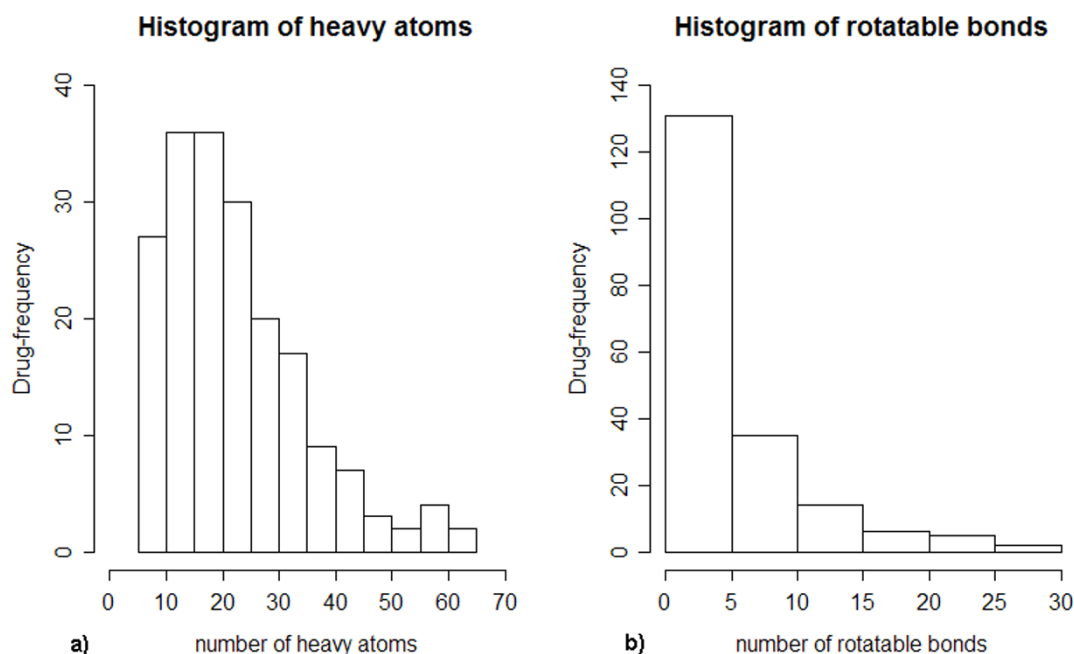 Histogram of heavy atoms
Drug-frequency
40
30
20
10
0
0 10 20 30 40 50 60 70
a) number of heavy atoms
Histogram of rotatable bonds
Drug-frequency
140
120
100
80
60
40
20
0
0 5 10 15 20 25 30
b) number of rotatable bonds